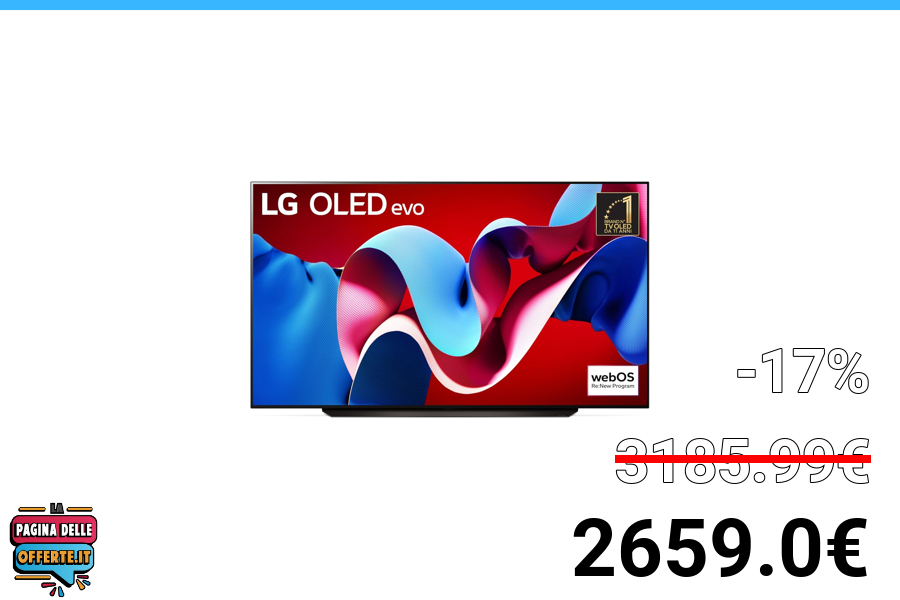 LG OLED evo
BRAND N° 1
TV OLED
DA 11 ANNI
webOS
Re:New Program
-17%
3185.99€
2659.0€
LA
PAGINA DELLE
OFFERTE.IT